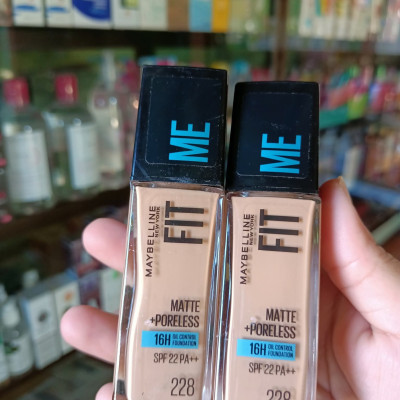 ME
FIT
MAYBELLINE
NEW YORK
MATTE
+PORELESS
16H OIL CONTROL
FOUNDATION
SPF 22 PA++
228
ME
FIT
MAYBELLINE
NEW YORK
MATTE
+PORELESS
16H OIL CONTROL
FOUNDATION
SPF 22 PA++
228